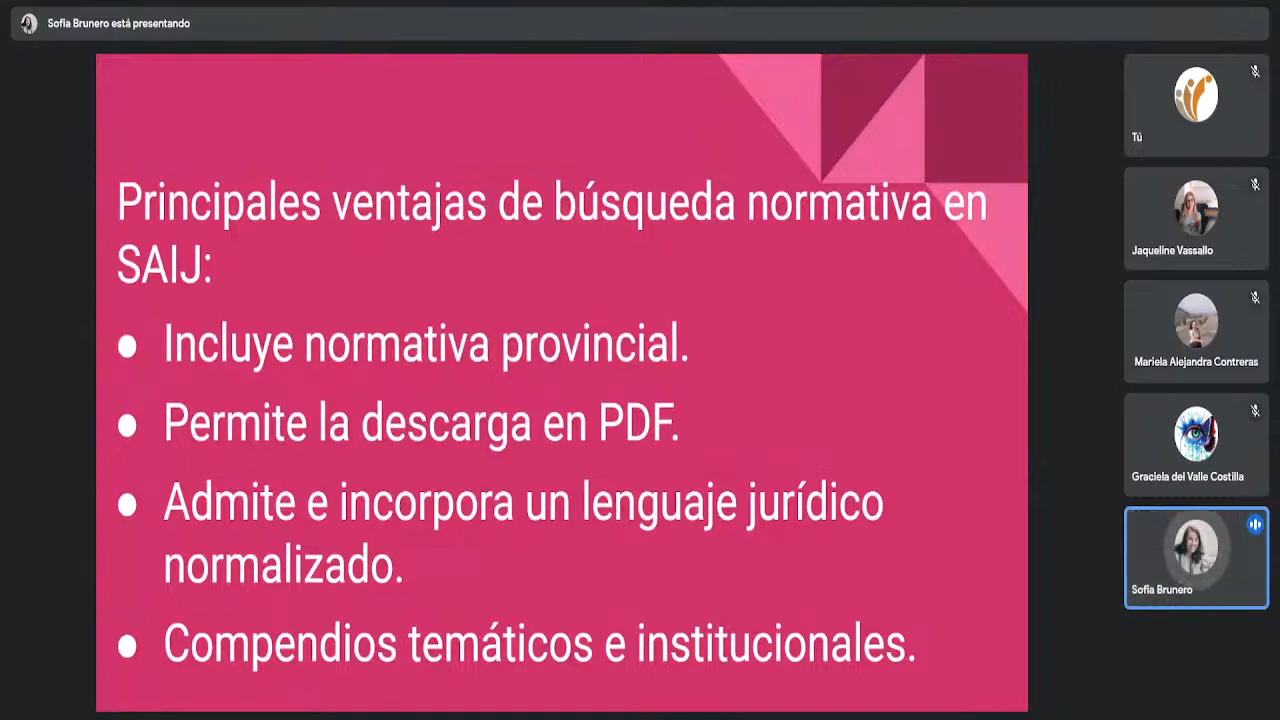 Sofia Brunero está presentando
Principales ventajas de búsqueda normativa en
SAIJ:
● Incluye normativa provincial.
● Permite la descarga en PDF.
● Admite e incorpora un lenguaje jurídico
normalizado.
● Compendios temáticos e institucionales.
Tú
Jaqueline Vassallo
Mariela Alejandra Contreras
Graciela del Valle Costilla
Sofia Brunero